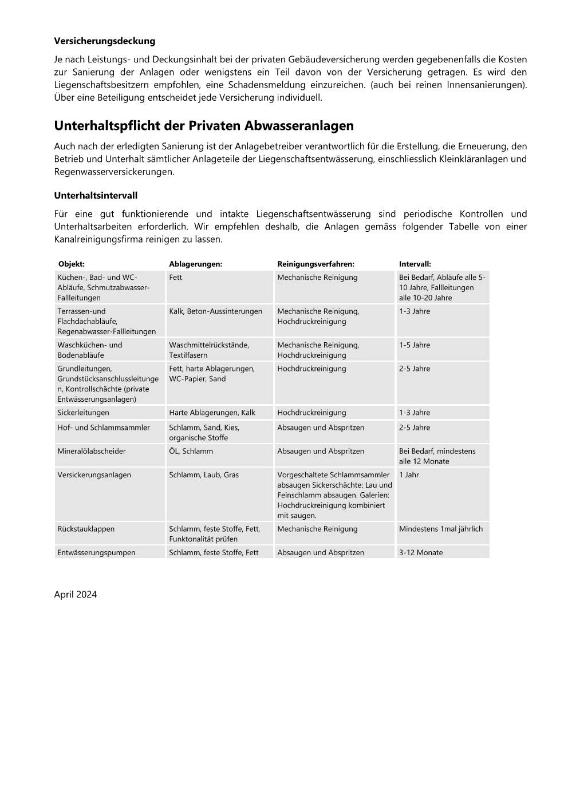 Versicherungsdeckung
Je nach Leistungs- und Deckungsinhalt bei der privaten Gebäudeversicherung werden gegebenenfalls die Kosten
zur Sanierung der Anlagen oder wenigstens ein Teil davon von der Versicherung getragen. Es wird den
Liegenschaftsbesitzern empfohlen, eine Schadensmeldung einzureichen. (auch bei reinen Innensanierungen).
Über eine Beteiligung entscheidet jede Versicherung individuell.
Unterhaltspflicht der Privaten Abwasseranlagen
Auch nach der erledigten Sanierung ist der Anlagebetreiber verantwortlich für die Erstellung, die Erneuerung, den
Betrieb und Unterhalt sämtlicher Anlageteile der Liegenschaftsentwässerung, einschliesslich Kleinkläranlagen und
Regenwasserversickerungen.
Unterhaltsintervall
Für eine gut funktionierende und intakte Liegenschaftsentwässerung sind periodische Kontrollen und
Unterhaltsarbeiten erforderlich. Wir empfehlen deshalb, die Anlagen gemäss folgender Tabelle von einer
Kanalreinigungsfirma reinigen zu lassen.
Objekt: Ablagerungen: Reinigungsverfahren: Intervall:
Küchen-, Bad- und WC- Fett Mechanische Reinigung Bei Bedarf, Abläufe alle 5-
Abläufe, Schmutzabwasser- 10 Jahre, Fallleitungen
Fallleitungen alle 10-20 Jahre
Terrassen-und Kalk, Beton-Aussinterungen Mechanische Reinigung, 1-3 Jahre
Flachdachabläufe, Hochdruckreinigung
Regenabwasser-Fallleitungen
Waschküchen- und Waschmittelrückstände, Mechanische Reinigung, 1-5 Jahre
Bodenabläufe Textilfasern Hochdruckreinigung
Grundleitungen, Fett, harte Ablagerungen, Hochdruckreinigung 2-5 Jahre
Grundstücksanschlussleitunge WC-Papier, Sand
n, Kontrollschächte (private
Entwässerungsanlagen)
Sickerleitungen Harte Ablagerungen, Kalk Hochdruckreinigung 1-3 Jahre
Hof- und Schlammsammler Schlamm, Sand, Kies, Absaugen und Abspritzen 2-5 Jahre
organische Stoffe
Mineralölabscheider ÖL, Schlamm Absaugen und Abspritzen Bei Bedarf, mindestens
alle 12 Monate
Versickerungsanlagen Schlamm, Laub, Gras Vorgeschaltete Schlammsammler 1 Jahr
absaugen Sickerschächte: Lau und
Feinschlamm absaugen. Galerien:
Hochdruckreinigung kombiniert
mit saugen.
Rückstauklappen Schlamm, feste Stoffe, Fett, Mechanische Reinigung Mindestens 1mal jährlich
Funktonalität prüfen
Entwässerungspumpen Schlamm, feste Stoffe, Fett Absaugen und Abspritzen 3-12 Monate
April 2024